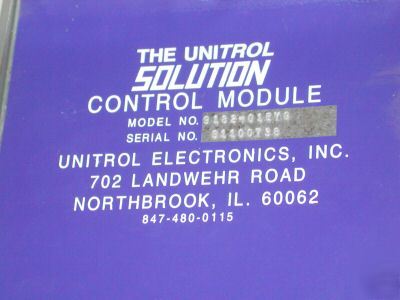 THE UNITROL
SOLUTION
CONTROL MODULE
MODEL NO.
SERIAL NO.
UNITROL ELECTRONICS, INC.
702 LANDWEHR ROAD
NORTHBROOK, IL. 60062
847-480-0115